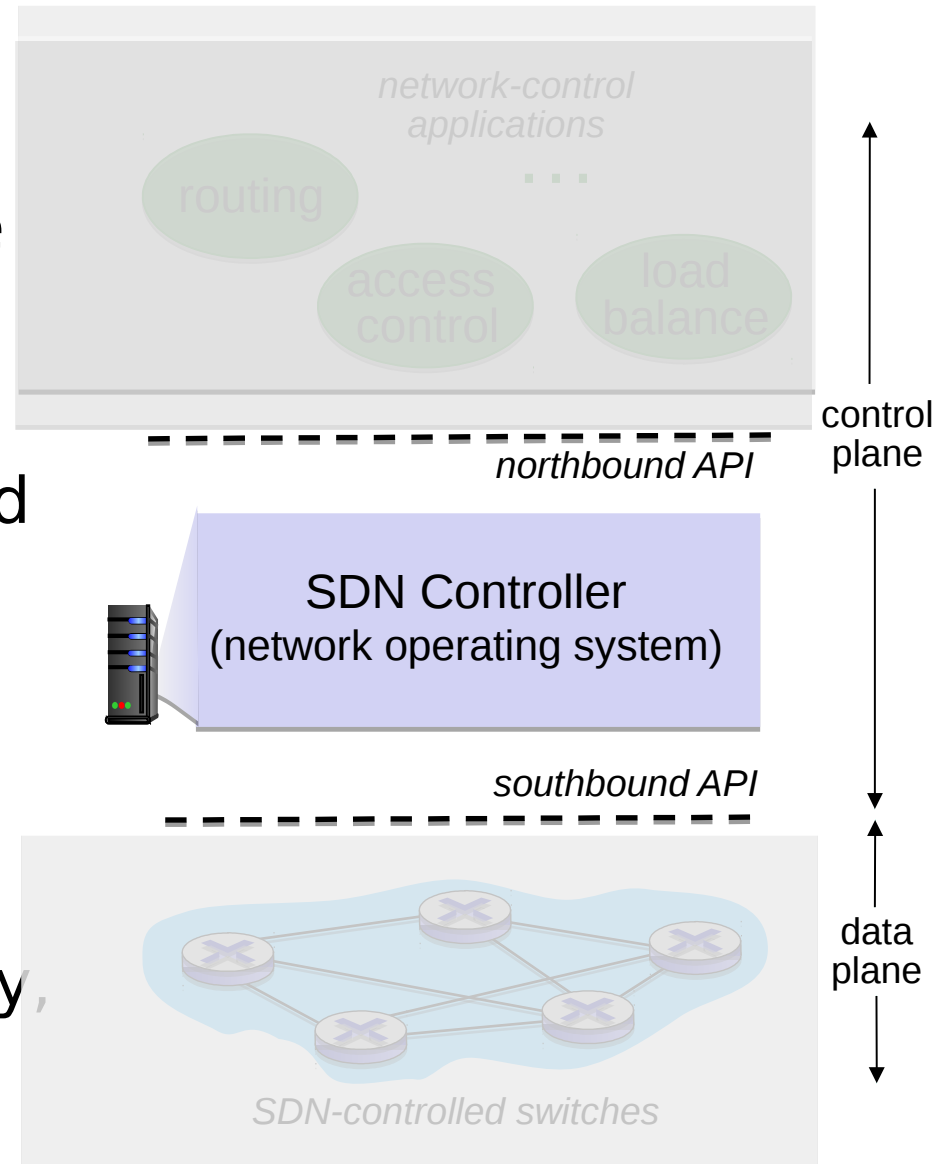 network-control
applications
routing
...
e
access
control
load
balance
control
plane
northbound API
d
SDN Controller
(network operating system)
southbound API
data
plane
y,
SDN-controlled switches